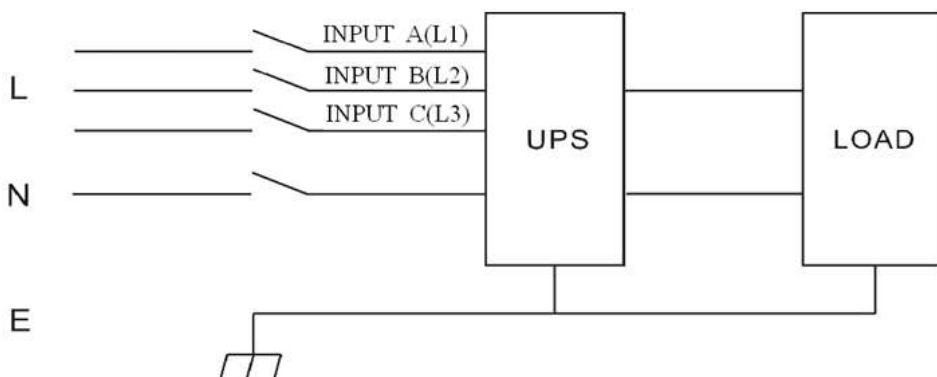 INPUT A(L1)
L
INPUT B(L2)
INPUT C(L3)
UPS
LOAD
N
E